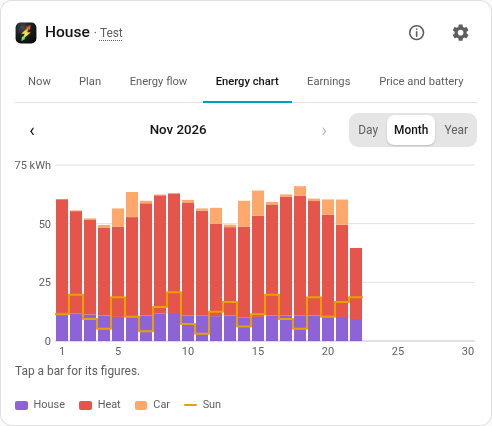 House · Test
Now Plan Energy flow Energy chart Earnings Price and battery
‹ Nov 2026 › Day Month Year
75 kWh
50
25
0
1 5 10 15 20 25 30
Tap a bar for its figures.
House Heat Car Sun